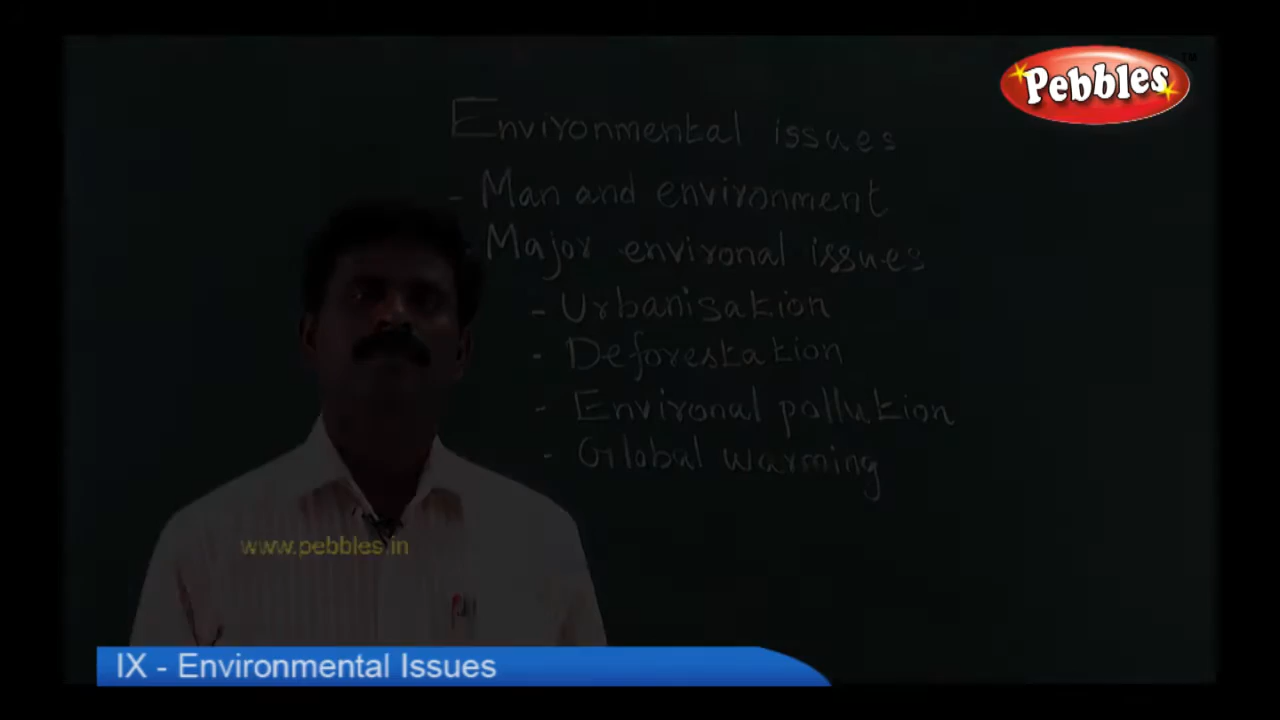 Pebbles TM
Environmental issues
- Man and environment
- Major environal issues
- Urbanisation
- Deforestation
- Environal pollution
- Global warming
www.pebbles.in
IX - Environmental Issues